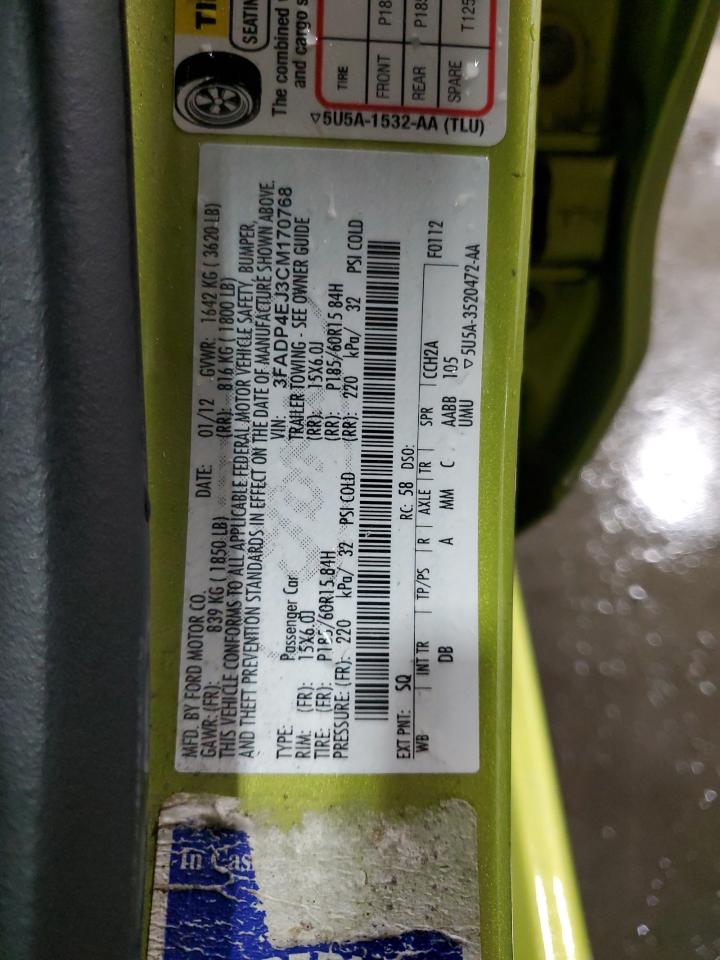 TI
SEATIN
The combined
and cargo s
TIRE
FRONT P185
REAR P185
SPARE T125
▽5U5A-1532-AA (TLU)
MFD. BY FORD MOTOR CO. DATE: 01/12 GVWR: 1642 KG ( 3620 LB)
GAWR: (FR): 839 KG ( 1850 LB) (RR): 816 KG ( 1800 LB)
THIS VEHICLE CONFORMS TO ALL APPLICABLE FEDERAL MOTOR VEHICLE SAFETY, BUMPER,
AND THEFT PREVENTION STANDARDS IN EFFECT ON THE DATE OF MANUFACTURE SHOWN ABOVE.
VIN: 3FADP4EJ3CM170768
TYPE: Passenger Car TRAILER TOWING - SEE OWNER GUIDE
RIM: (FR): 15X6.0J (RR): 15X6.0J
TIRE: (FR): P185/60R15 84H (RR): P185/60R15 84H
PRESSURE: (FR): 220 kPa/ 32 PSI COLD (RR): 220 kPa/ 32 PSI COLD
EXT PNT: SQ RC: 58 DSO: F0112
WB INT TR TP/PS R AXLE TR SPR CCH2A
DB A MM C AABB 105
UMU ▽5U5A-3520472-AA